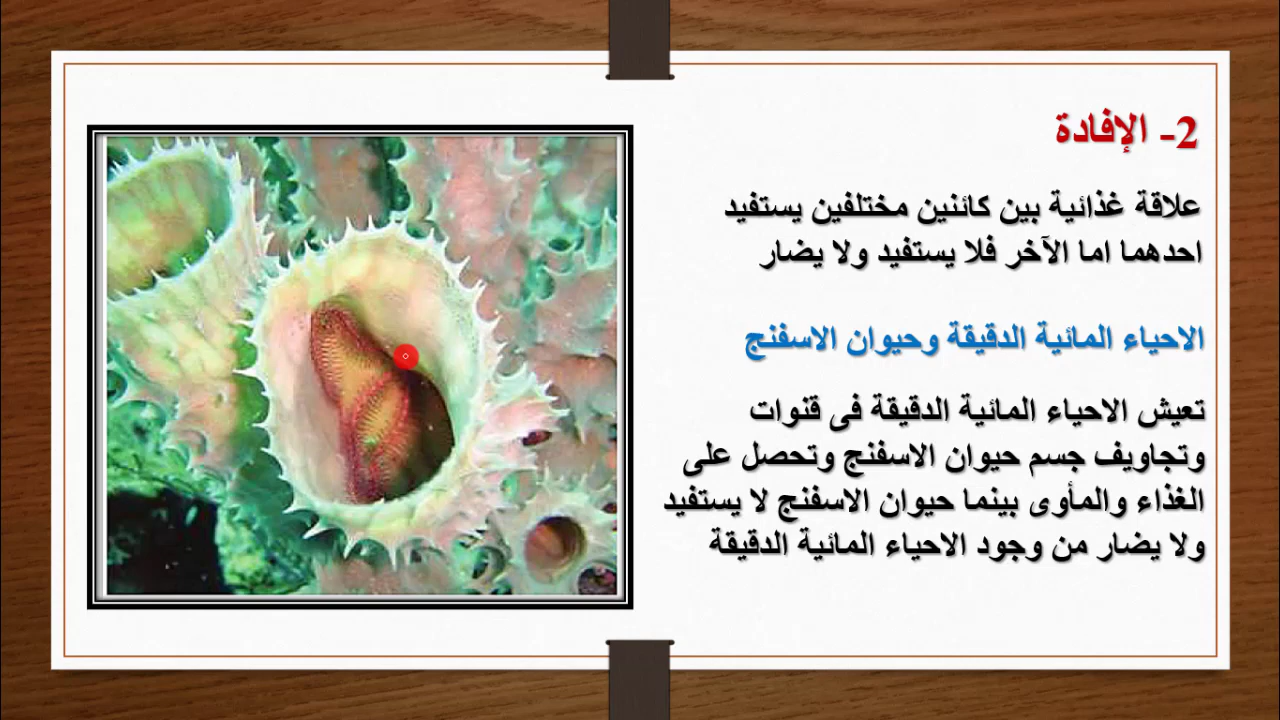 2- الإفادة
علاقة غذائية بين كائنين مختلفين يستفيد
احدهما اما الآخر فلا يستفيد ولا يضار
الاحياء المائية الدقيقة وحيوان الاسفنج
تعيش الاحياء المائية الدقيقة فى قنوات
وتجاويف جسم حيوان الاسفنج وتحصل على
الغذاء والمأوى بينما حيوان الاسفنج لا يستفيد
ولا يضار من وجود الاحياء المائية الدقيقة